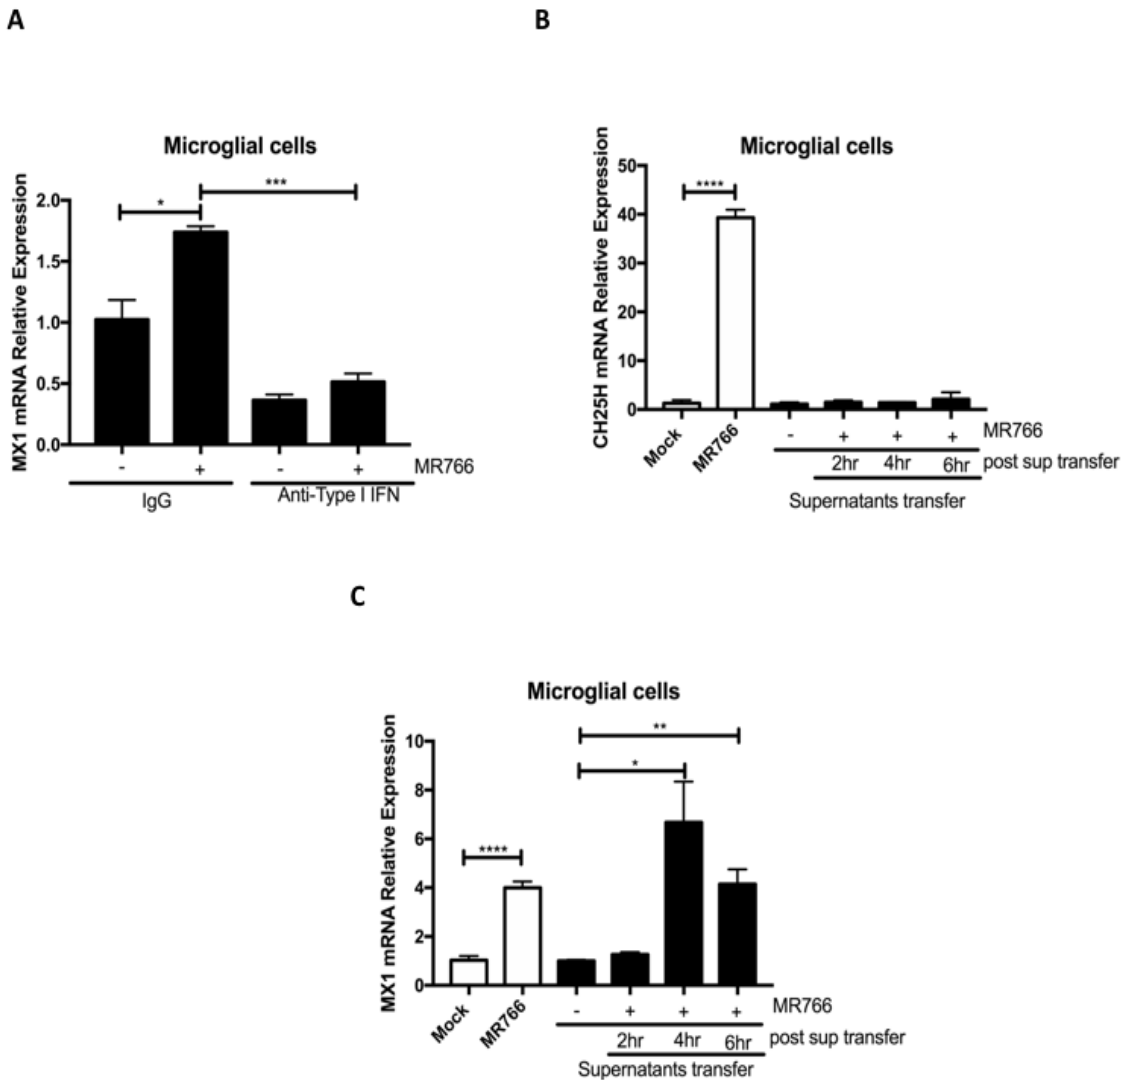 A
Microglial cells
MX1 mRNA Relative Expression
2.0
1.5
1.0
0.5
0.0
*
***
- + - + MR766
IgG Anti-Type I IFN
B
Microglial cells
CH25H mRNA Relative Expression
50
40
30
20
10
0
****
Mock MR766
- + + + MR766
2hr 4hr 6hr post sup transfer
Supernatants transfer
C
Microglial cells
MX1 mRNA Relative Expression
10
8
6
4
2
0
**
*
****
Mock MR766
- + + + MR766
2hr 4hr 6hr post sup transfer
Supernatants transfer